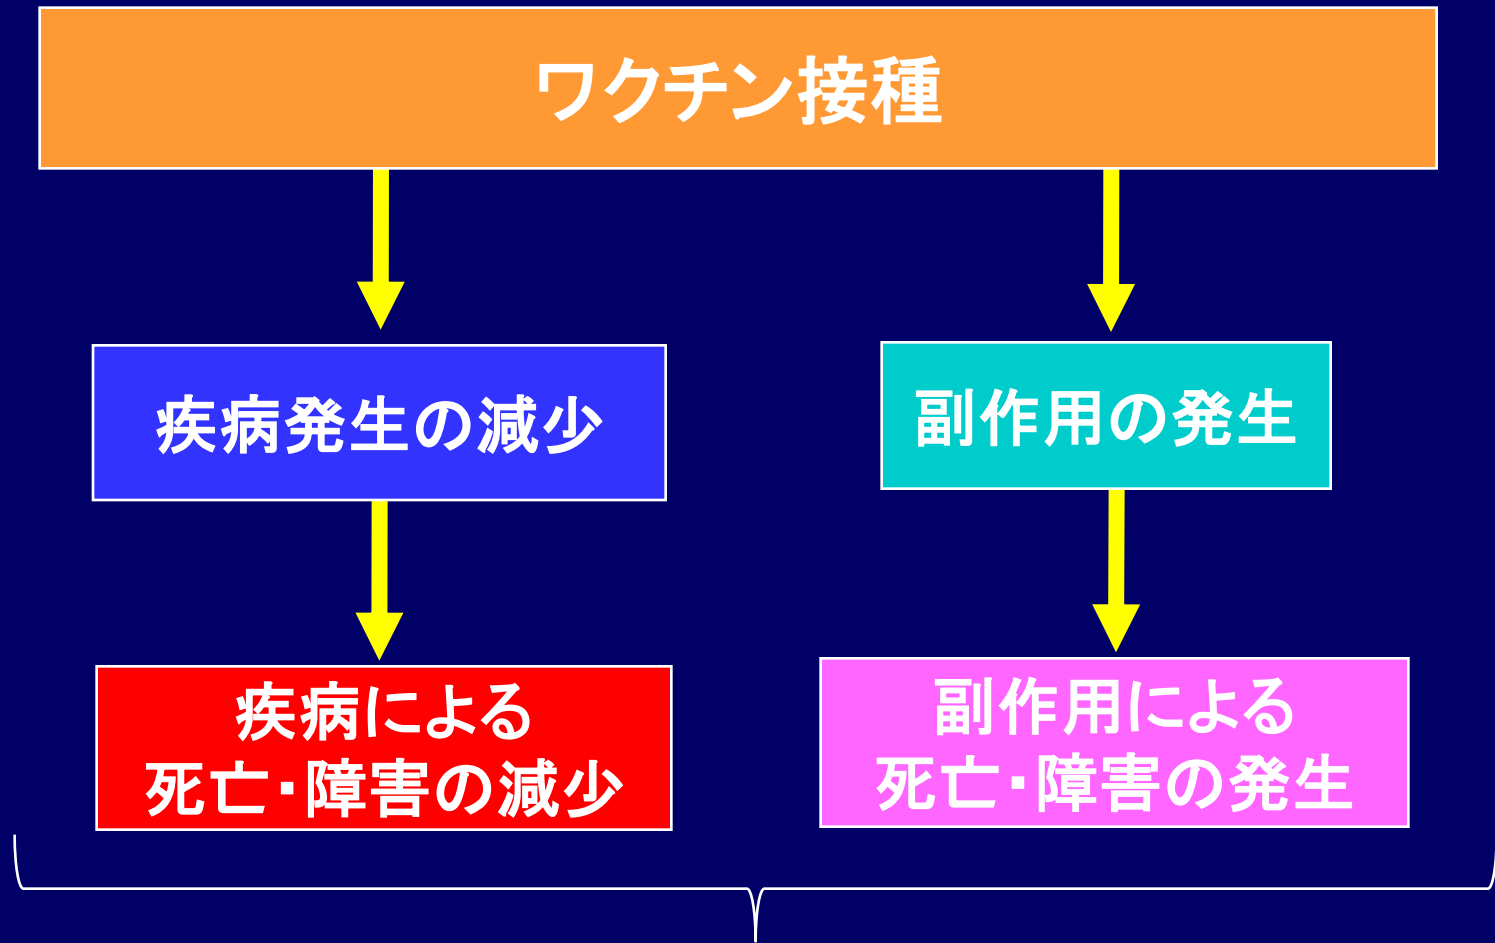 ワクチン接種
疾病発生の減少
副作用の発生
疾病による
死亡・障害の減少
副作用による
死亡・障害の発生